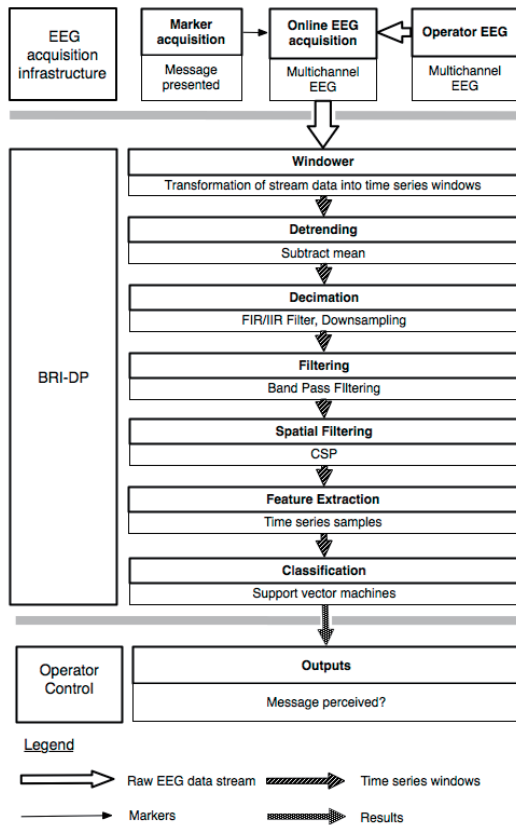 EEG
acquisition
infrastructure
Marker
acquisition
Message
presented
Online EEG
acquisition
Multichannel
EEG
Operator EEG
Multichannel
EEG
BRI-DP
Windower
Transformation of stream data into time series windows
Detrending
Subtract mean
Decimation
FIR/IIR Filter, Downsampling
Filtering
Band Pass FIltering
Spatial Filtering
CSP
Feature Extraction
Time series samples
Classification
Support vector machines
Operator
Control
Outputs
Message perceived?
Legend
Raw EEG data stream
Time series windows
Markers
Results